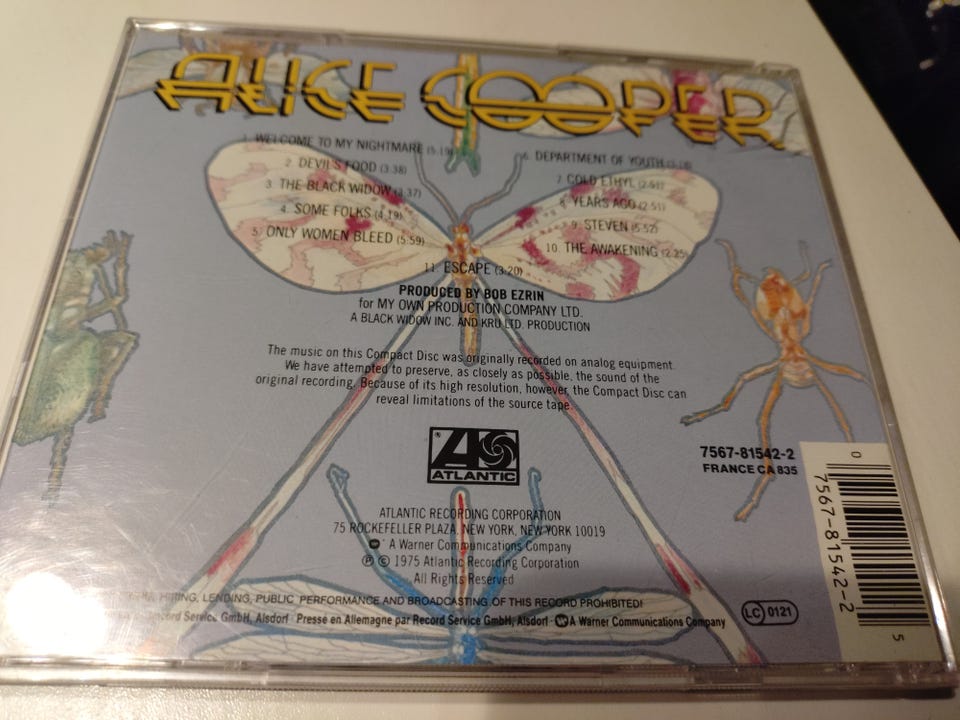 ALICE COOPER
1. WELCOME TO MY NIGHTMARE (5.19)
2. DEVIL'S FOOD (3.38)
3. THE BLACK WIDOW (3:37)
4. SOME FOLKS (4.19)
5. ONLY WOMEN BLEED (5:59)
6. DEPARTMENT OF YOUTH (3:18)
7. COLD ETHYL (2:51)
8. YEARS AGO (2:51)
9. STEVEN (5.52)
10. THE AWAKENING (2.25)
11. ESCAPE (3.20)
PRODUCED BY BOB EZRIN
for MY OWN PRODUCTION COMPANY LTD.
A BLACK WIDOW INC. AND KRU LTD. PRODUCTION
The music on this Compact Disc was originally recorded on analog equipment.
We have attempted to preserve, as closely as possible, the sound of the
original recording. Because of its high resolution, however, the Compact Disc can
reveal limitations of the source tape.
ATLANTIC
7567-81542-2
FRANCE CA 835
ATLANTIC RECORDING CORPORATION
75 ROCKEFELLER PLAZA, NEW YORK, NEW YORK 10019
A Warner Communications Company
℗ © 1975 Atlantic Recording Corporation
All Rights Reserved
HIRING, LENDING, PUBLIC PERFORMANCE AND BROADCASTING OF THIS RECORD PROHIBITED!
Record Service GmbH, Alsdorf · Presse en Allemagne par Record Service GmbH, Alsdorf · A Warner Communications Company
LC 0121
0
7567-81542-2
5